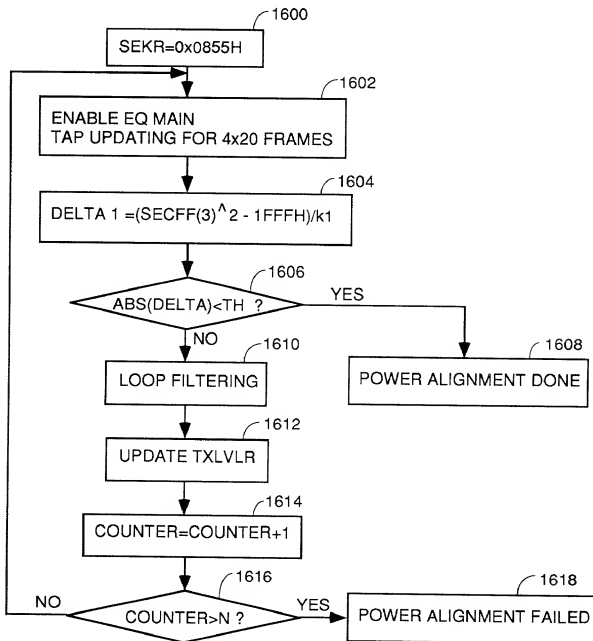 1600
SEKR=0x0855H
1602
ENABLE EQ MAIN
TAP UPDATING FOR 4x20 FRAMES
1604
DELTA 1 =(SECFF(3)^2 - 1FFFH)/k1
1606
ABS(DELTA)<TH ?
YES
NO
1608
POWER ALIGNMENT DONE
1610
LOOP FILTERING
1612
UPDATE TXLVLR
1614
COUNTER=COUNTER+1
1616
NO
COUNTER>N ?
YES
1618
POWER ALIGNMENT FAILED